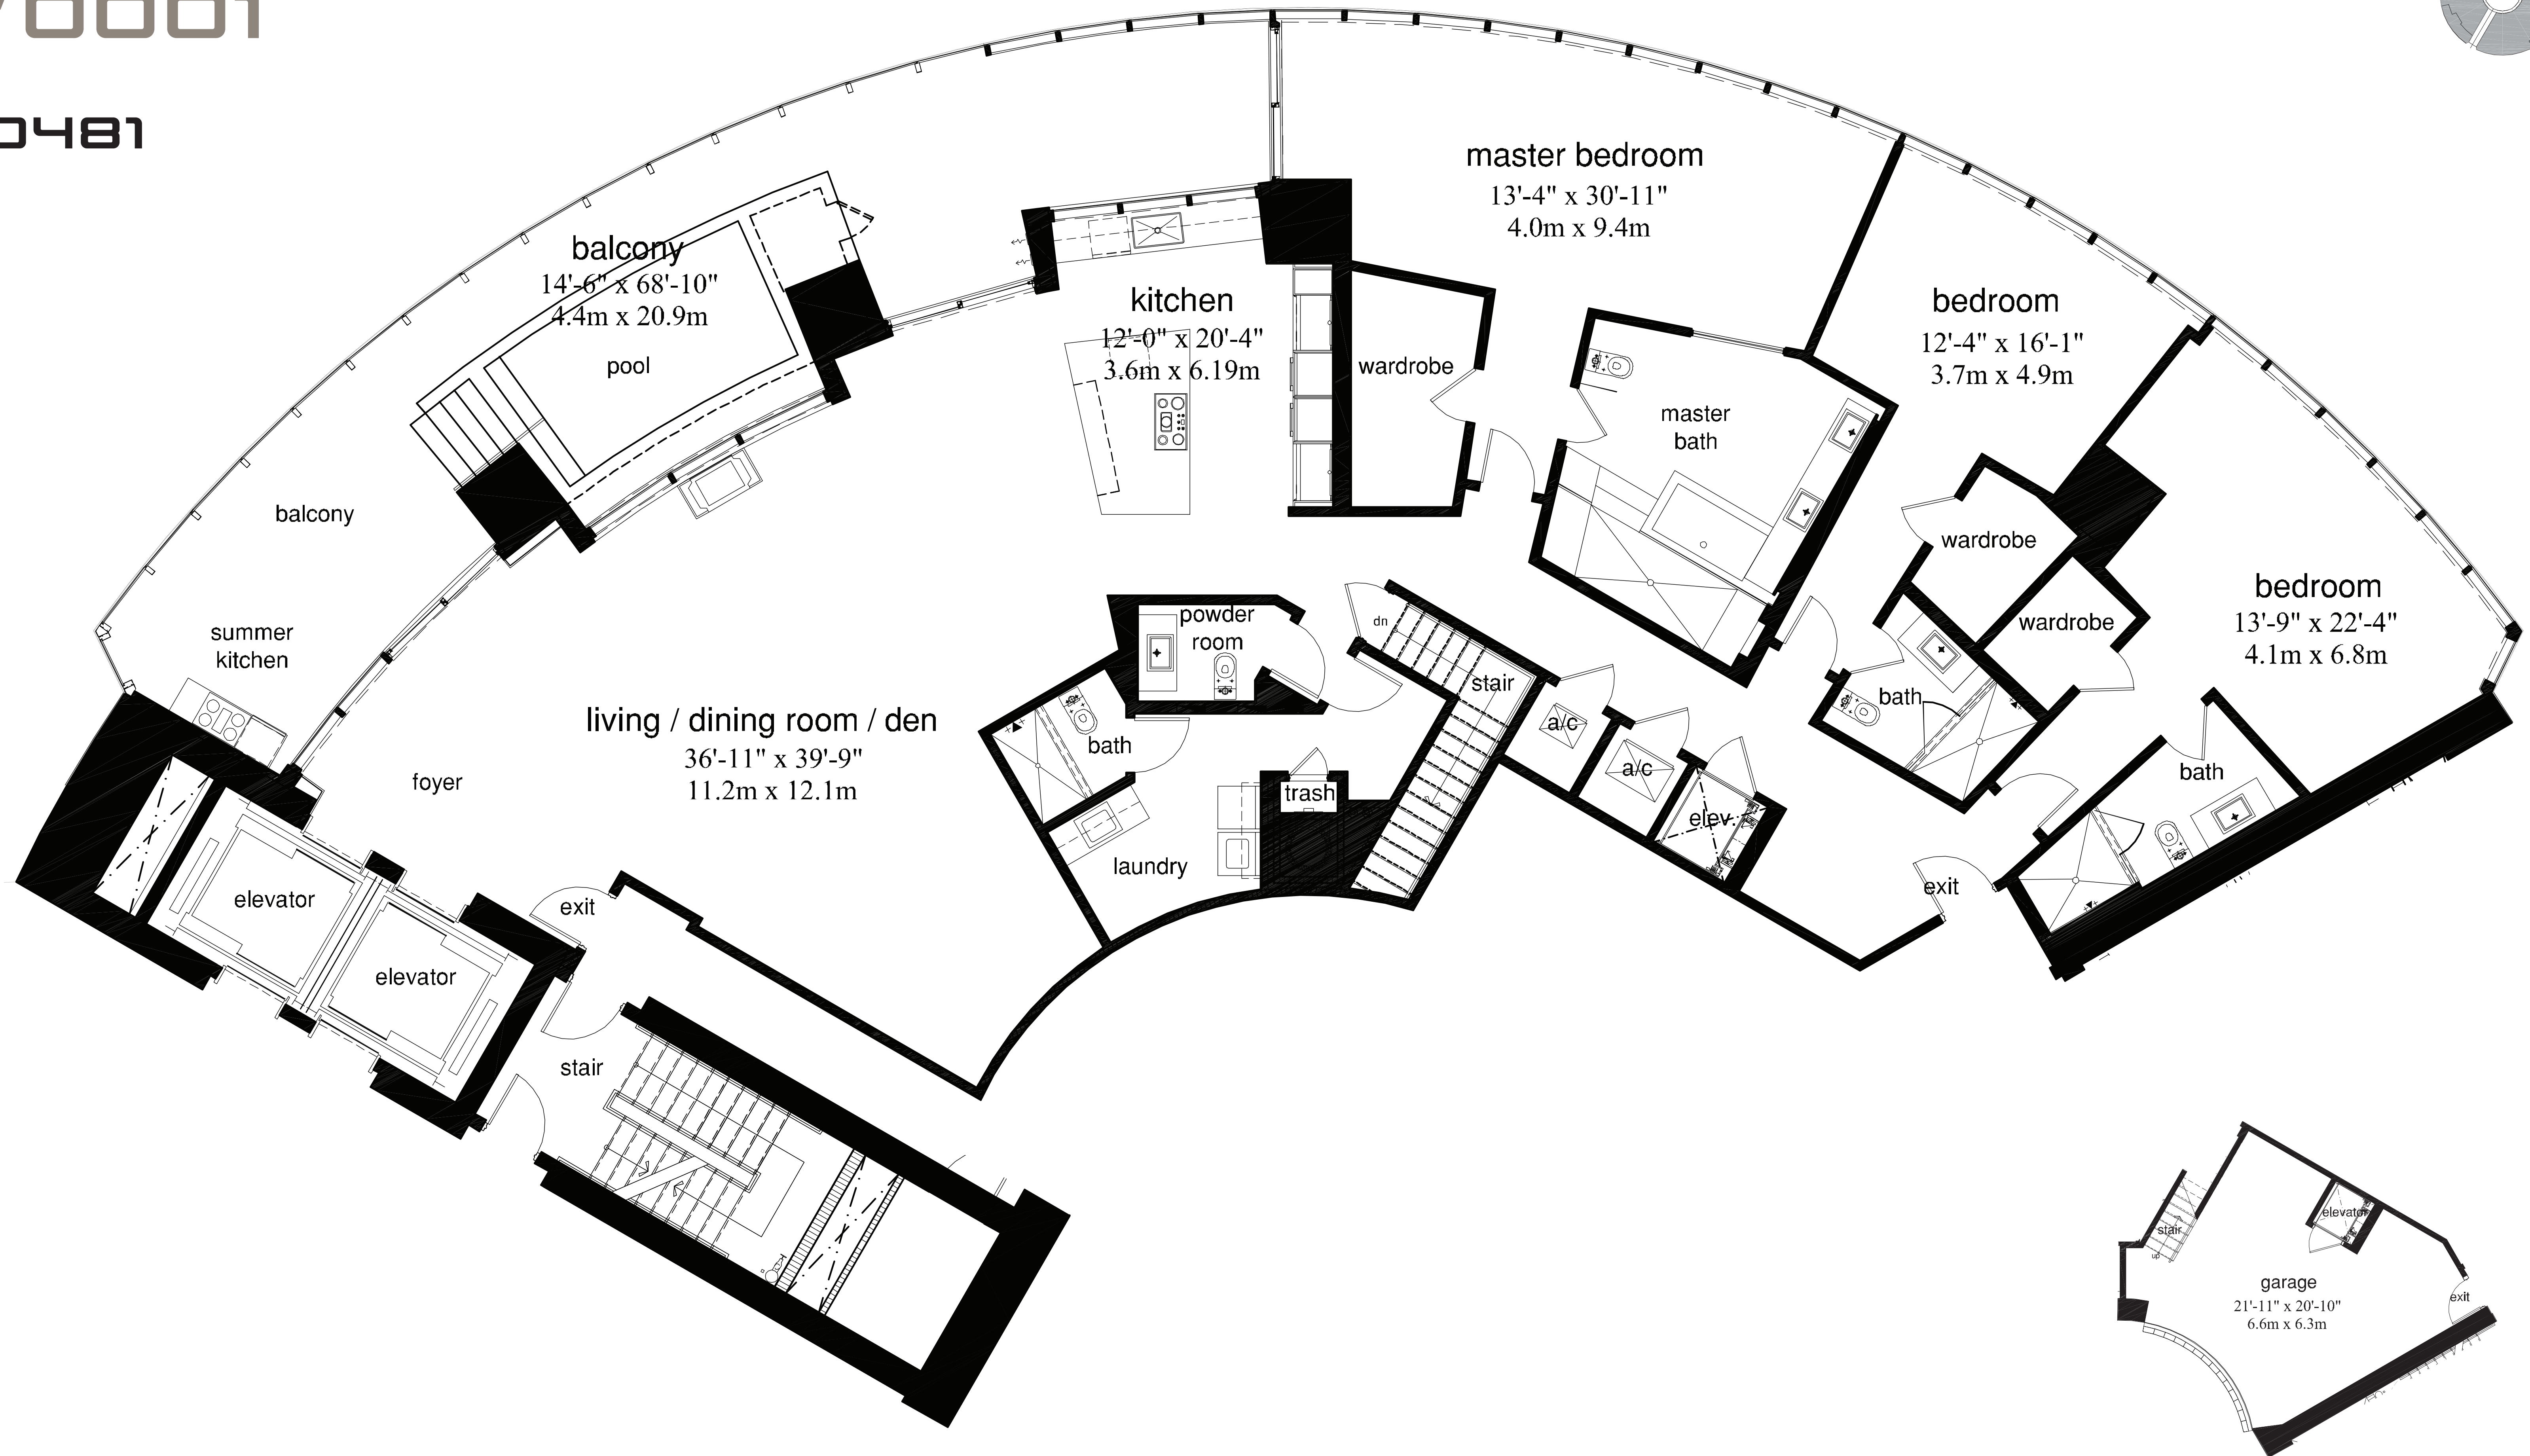 0001
0481
master bedroom
13'-4" x 30'-11"
4.0m x 9.4m
balcony
14'-6" x 68'-10"
4.4m x 20.9m
pool
kitchen
12'-0" x 20'-4"
3.6m x 6.19m
wardrobe
master
bath
bedroom
12'-4" x 16'-1"
3.7m x 4.9m
balcony
wardrobe
wardrobe
bedroom
13'-9" x 22'-4"
4.1m x 6.8m
summer
kitchen
powder
room
dn
stair
bath
living / dining room / den
36'-11" x 39'-9"
11.2m x 12.1m
foyer
bath
a/c
a/c
elev.
bath
trash
laundry
exit
elevator
exit
elevator
stair
elevator
stair
up
garage
21'-11" x 20'-10"
6.6m x 6.3m
exit